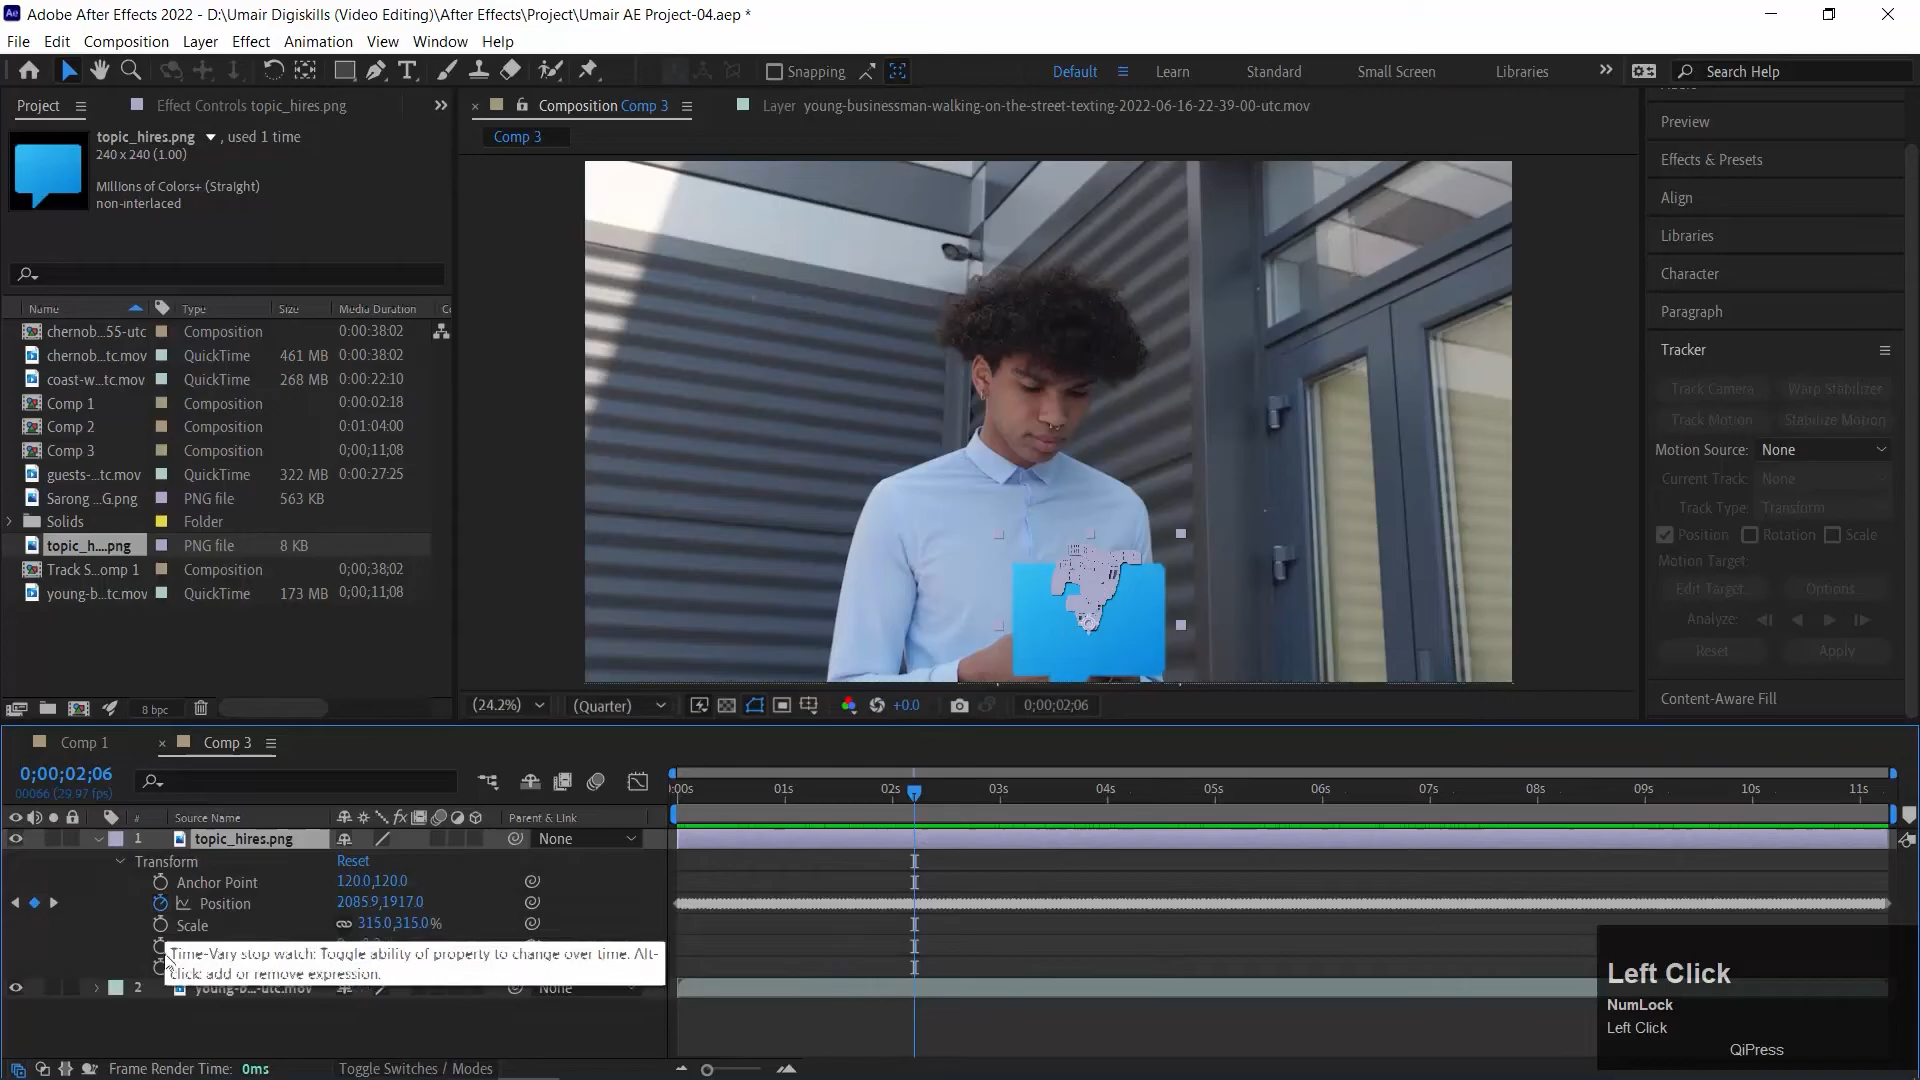 Adobe After Effects 2022 - D:\Umair Digiskills (Video Editing)\After Effects\Project\Umair AE Project-04.aep *
File Edit Composition Layer Effect Animation View Window Help
Snapping
Default Learn Standard Small Screen Libraries Search Help
Project Effect Controls topic_hires.png
Composition Comp 3 Layer young-businessman-walking-on-the-street-texting-2022-06-16-22-39-00-utc.mov
Comp 3
topic_hires.png , used 1 time
240 x 240 (1.00)
Millions of Colors+ (Straight)
non-interlaced
Name Type Size Media Duration
chernob...55-utc Composition 0:00:38:02
chernob...tc.mov QuickTime 461 MB 0:00:38:02
coast-w...tc.mov QuickTime 268 MB 0:00:22:10
Comp 1 Composition 0:00:02:18
Comp 2 Composition 0:01:04:00
Comp 3 Composition 0;00;11;08
guests-...tc.mov QuickTime 322 MB 0:00:27:25
Sarong ...G.png PNG file 563 KB
Solids Folder
topic_h....png PNG file 8 KB
Track S...omp 1 Composition 0;00;38;02
young-b...tc.mov QuickTime 173 MB 0;00;11;08
8 bpc
(24.2%) (Quarter) +0.0 0;00;02;06
Preview
Effects & Presets
Align
Libraries
Character
Paragraph
Tracker
Track Camera Warp Stabilizer
Track Motion Stabilize Motion
Motion Source: None
Current Track: None
Track Type: Transform
Position Rotation Scale
Motion Target:
Edit Target... Options...
Analyze:
Reset Apply
Content-Aware Fill
Comp 1 Comp 3
0;00;02;06
00066 (29.97 fps)
:00s 01s 02s 03s 04s 05s 06s 07s 08s 09s 10s 11s
# Source Name fx Parent & Link
1 topic_hires.png None
Transform Reset
Anchor Point 120.0,120.0
Position 2085.9,1917.0
Scale 315.0,315.0%
Time-Vary stop watch: Toggle ability of property to change over time. Alt-
click: add or remove expression.
2 young-b...-utc.mov None
Frame Render Time: 0ms Toggle Switches / Modes
Left Click
NumLock
Left Click
QiPress